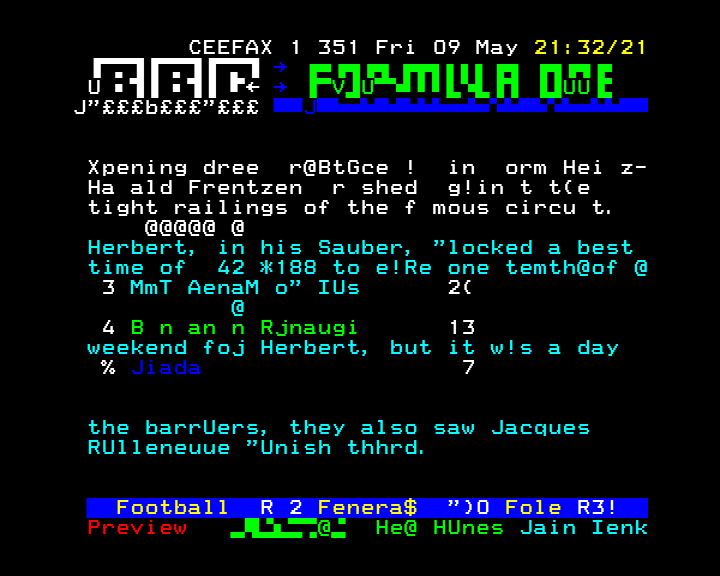 CEEFAX 1 351 Fri 09 May 21:32/21
BBC FORMULA ONE
J"£££b£££"£££
Xpening dree r@BtGce ! in orm Hei z-
Ha ald Frentzen r shed g!in t t(e
tight railings of the f mous circu t.
@@@@@ @
Herbert, in his Sauber, "locked a best
time of 42 *188 to e!Re one temth@of @
3 MmT AenaM o" IUs 2(
@
4 B n an n Rjnaugi 13
weekend foj Herbert, but it w!s a day
% Jiada 7
the barrUers, they also saw Jacques
RUlleneuue "Unish thhrd.
Football R 2 Fenera$ ")O Fole R3!
Preview @ He@ HUnes Jain Ienk